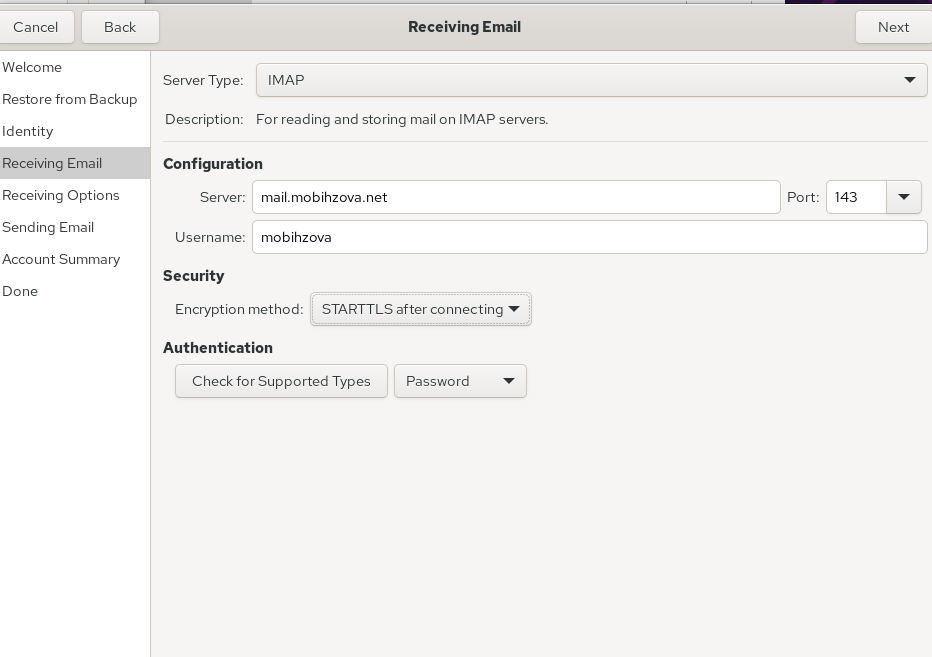 Cancel Back Receiving Email Next
Welcome
Restore from Backup
Identity
Receiving Email
Receiving Options
Sending Email
Account Summary
Done
Server Type: IMAP
Description: For reading and storing mail on IMAP servers.
Configuration
Server: mail.mobihzova.net Port: 143
Username: mobihzova
Security
Encryption method: STARTTLS after connecting
Authentication
Check for Supported Types Password